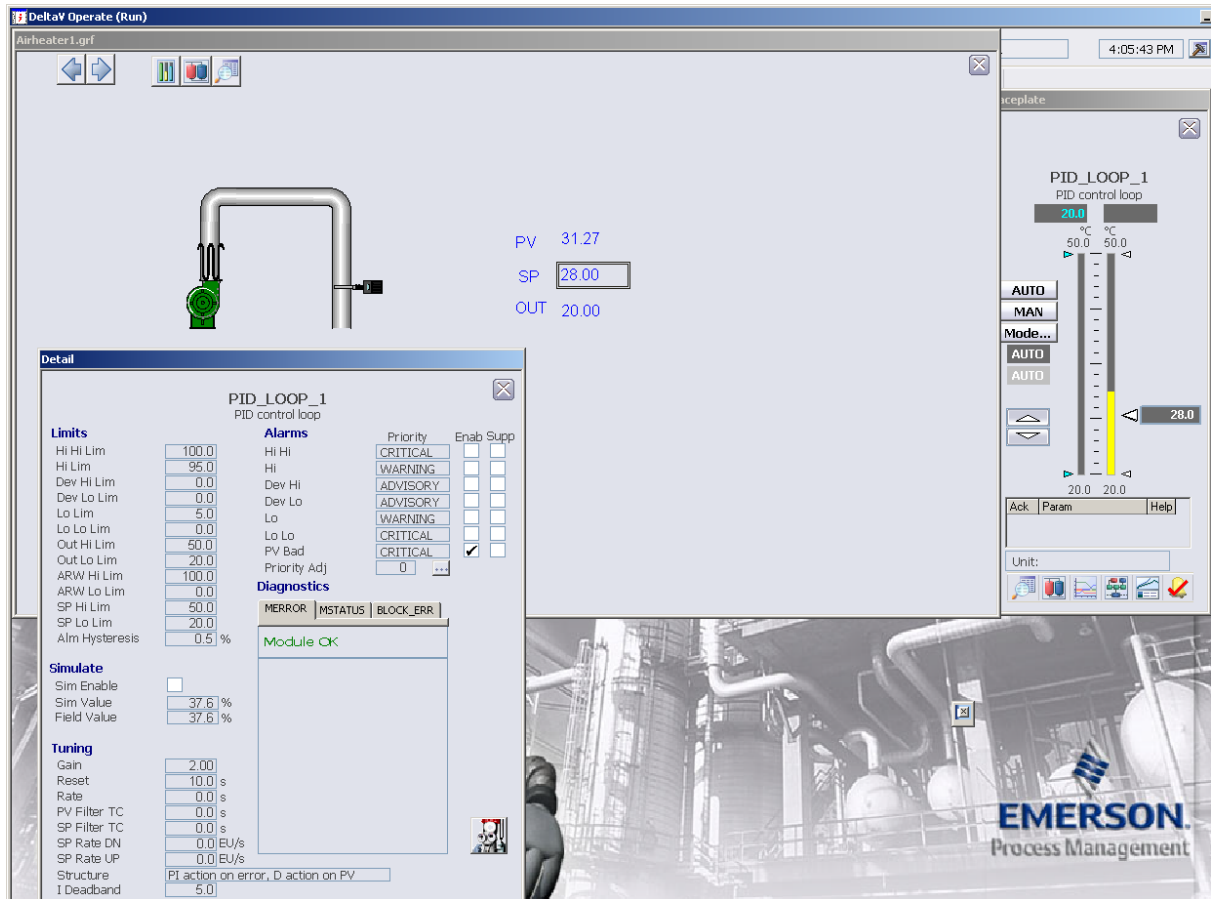 DeltaV Operate (Run)
Airheater1.grf
4:05:43 PM
PV 31.27
SP 28.00
OUT 20.00
aceplate
PID_LOOP_1
PID control loop
20.0
°C °C
50.0 50.0
AUTO
MAN
Mode...
AUTO
AUTO
28.0
20.0 20.0
Ack Param Help
Unit:
Detail
PID_LOOP_1
PID control loop
Limits
Hi Hi Lim 100.0
Hi Lim 95.0
Dev Hi Lim 0.0
Dev Lo Lim 0.0
Lo Lim 5.0
Lo Lo Lim 0.0
Out Hi Lim 50.0
Out Lo Lim 20.0
ARW Hi Lim 100.0
ARW Lo Lim 0.0
SP Hi Lim 50.0
SP Lo Lim 20.0
Alm Hysteresis 0.5 %
Alarms Priority Enab Supp
Hi Hi CRITICAL
Hi WARNING
Dev Hi ADVISORY
Dev Lo ADVISORY
Lo WARNING
Lo Lo CRITICAL
PV Bad CRITICAL
Priority Adj 0 ...
Diagnostics
MERROR MSTATUS BLOCK_ERR
Module OK
Simulate
Sim Enable
Sim Value 37.6 %
Field Value 37.6 %
Tuning
Gain 2.00
Reset 10.0 s
Rate 0.0 s
PV Filter TC 0.0 s
SP Filter TC 0.0 s
SP Rate DN 0.0 EU/s
SP Rate UP 0.0 EU/s
Structure PI action on error, D action on PV
I Deadband 5.0
EMERSON.
Process Management